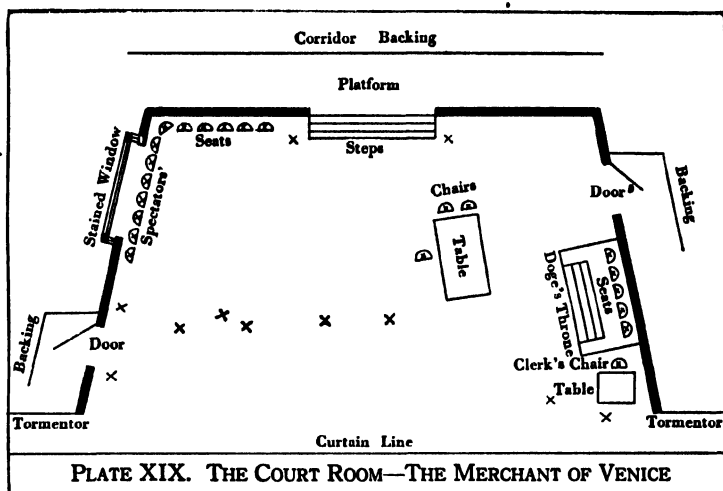 Corridor Backing
Platform
Seats
Steps
Stained Window
Spectators'
Chairs
Table
Door's
Backing
Doge's Throne
Seats
Backing
Door
Clerk's Chair
Table
Tormentor
Tormentor
Curtain Line
PLATE XIX. THE COURT ROOM—THE MERCHANT OF VENICE